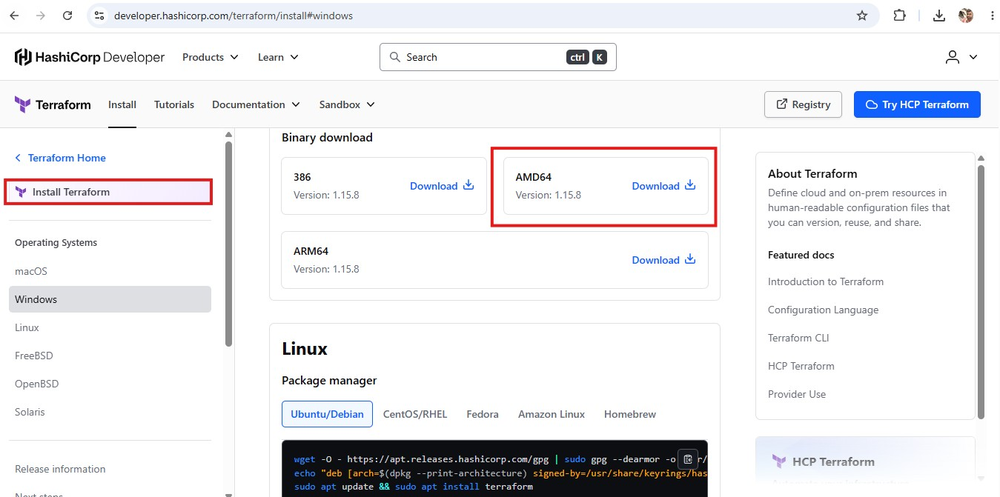 developer.hashicorp.com/terraform/install#windows
HashiCorp Developer Products Learn Search ctrl K
Terraform Install Tutorials Documentation Sandbox Registry Try HCP Terraform
Terraform Home
Install Terraform
Operating Systems
macOS
Windows
Linux
FreeBSD
OpenBSD
Solaris
Release information
Next steps
Binary download
386
Version: 1.15.8
Download
AMD64
Version: 1.15.8
Download
ARM64
Version: 1.15.8
Download
Linux
Package manager
Ubuntu/Debian CentOS/RHEL Fedora Amazon Linux Homebrew
wget -O - https://apt.releases.hashicorp.com/gpg | sudo gpg --dearmor -o
echo "deb [arch=$(dpkg --print-architecture) signed-by=/usr/share/keyrings/has
sudo apt update && sudo apt install terraform
About Terraform
Define cloud and on-prem resources in
human-readable configuration files that
you can version, reuse, and share.
Featured docs
Introduction to Terraform
Configuration Language
Terraform CLI
HCP Terraform
Provider Use
HCP Terraform